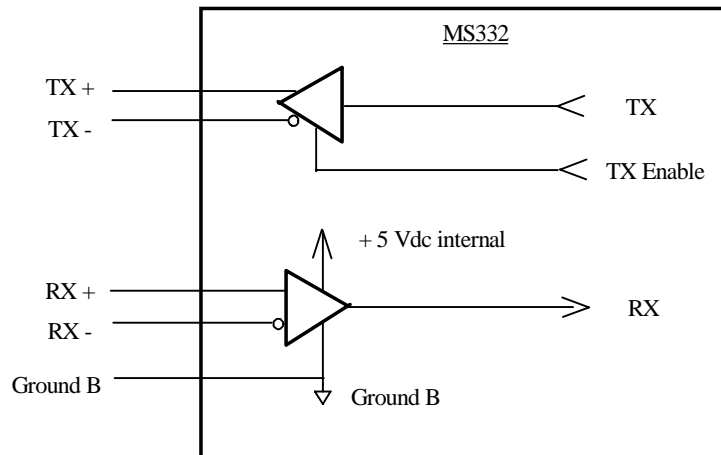 MS332
TX +
TX -
TX
TX Enable
+ 5 Vdc internal
RX +
RX -
RX
Ground B
Ground B